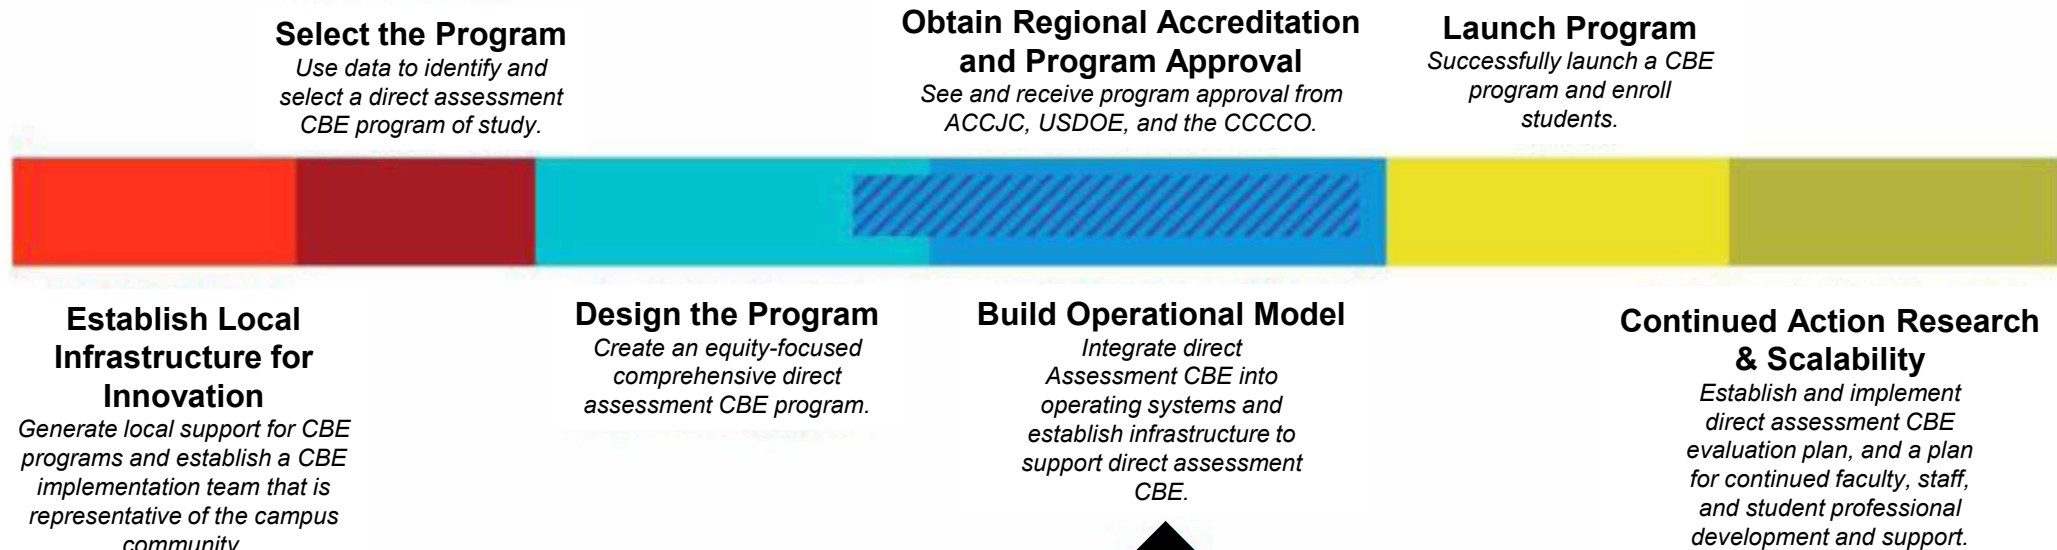 Select the Program
Use data to identify and
select a direct assessment
CBE program of study.
Obtain Regional Accreditation
and Program Approval
See and receive program approval from
ACCJC, USDOE, and the CCCCO.
Launch Program
Successfully launch a CBE
program and enroll
students.
Establish Local
Infrastructure for
Innovation
Generate local support for CBE
programs and establish a CBE
implementation team that is
representative of the campus
community
Design the Program
Create an equity-focused
comprehensive direct
assessment CBE program.
Build Operational Model
Integrate direct
Assessment CBE into
operating systems and
establish infrastructure to
support direct assessment
CBE.
Continued Action Research
& Scalability
Establish and implement
direct assessment CBE
evaluation plan, and a plan
for continued faculty, staff,
and student professional
development and support.